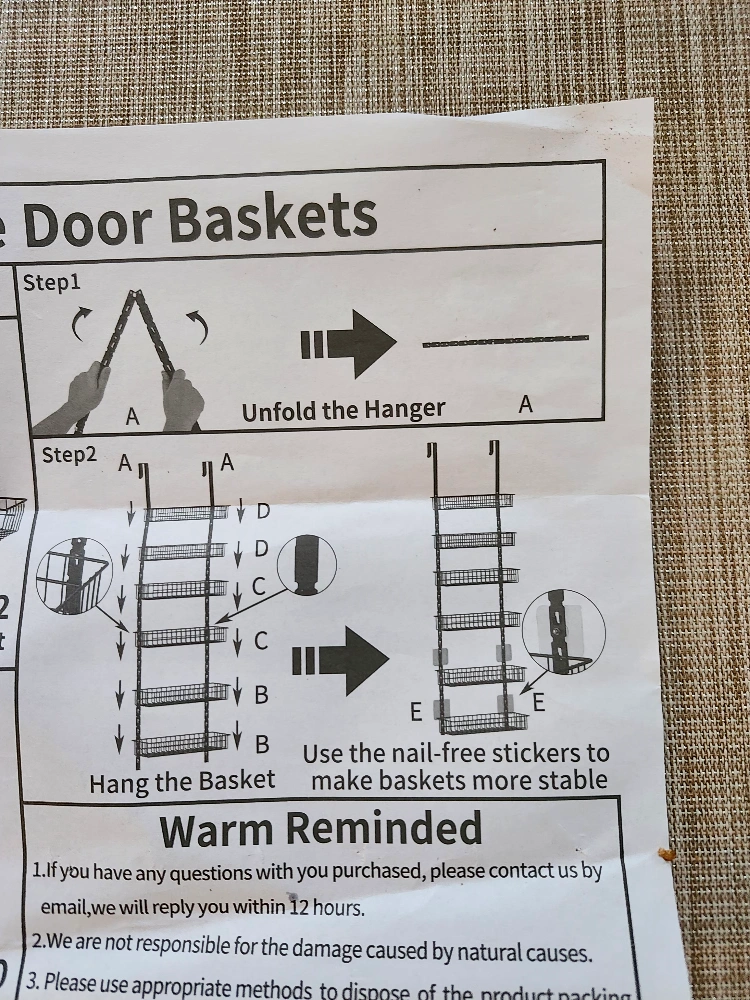 e Door Baskets
Step1
A
Unfold the Hanger
A
Step2
A
A
D
D
C
C
B
B
E
E
Hang the Basket
Use the nail-free stickers to
make baskets more stable
2
t
Warm Reminded
1.If you have any questions with you purchased, please contact us by
email,we will reply you within 12 hours.
2.We are not responsible for the damage caused by natural causes.
3. Please use appropriate methods to dispose of the product packing